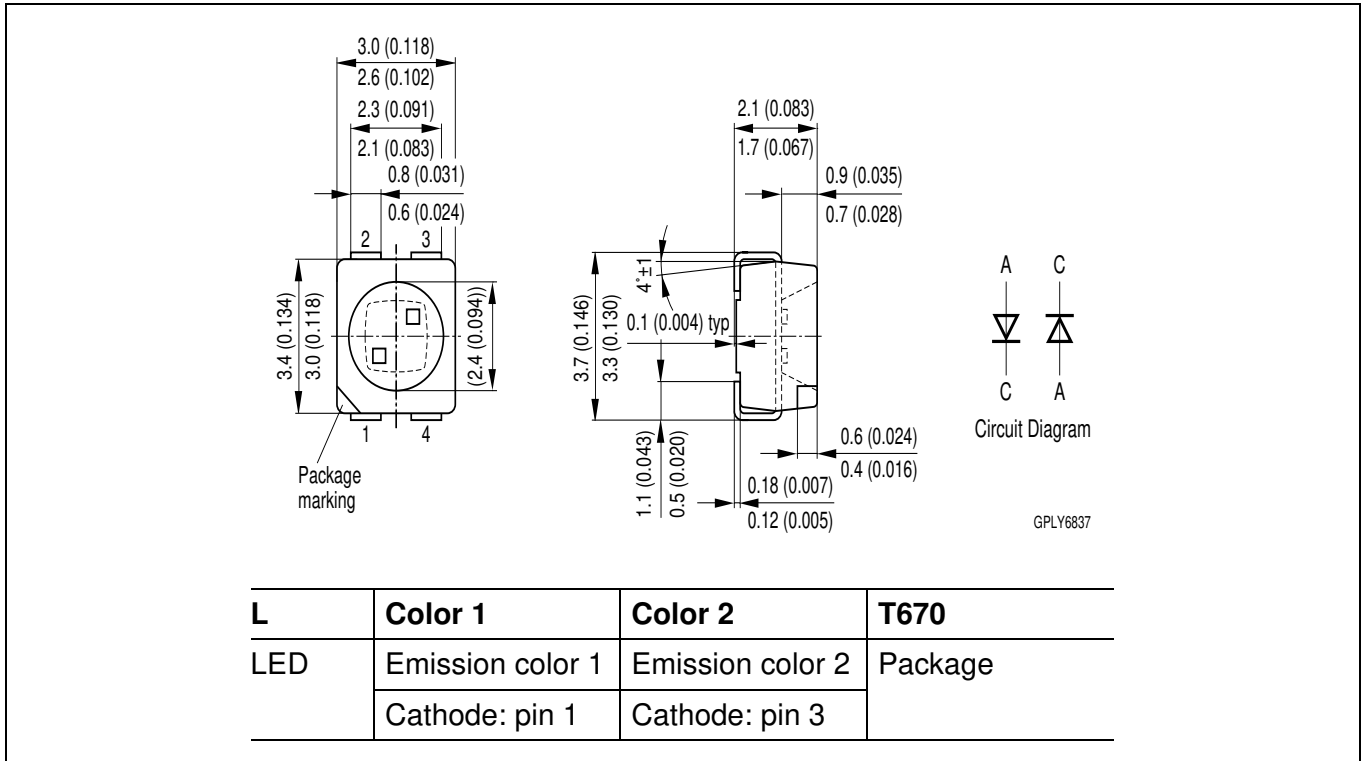 3.0 (0.118)
2.6 (0.102)
2.3 (0.091)
2.1 (0.083)
0.8 (0.031)
0.6 (0.024)
2 3
3.4 (0.134)
3.0 (0.118)
(2.4 (0.094))
1 4
Package
marking
2.1 (0.083)
1.7 (0.067)
0.9 (0.035)
0.7 (0.028)
4˚±1
3.7 (0.146)
3.3 (0.130)
0.1 (0.004) typ
1.1 (0.043)
0.5 (0.020)
0.6 (0.024)
0.4 (0.016)
0.18 (0.007)
0.12 (0.005)
A C
C A
Circuit Diagram
GPLY6837
L Color 1 Color 2 T670
LED Emission color 1 Emission color 2 Package
Cathode: pin 1 Cathode: pin 3